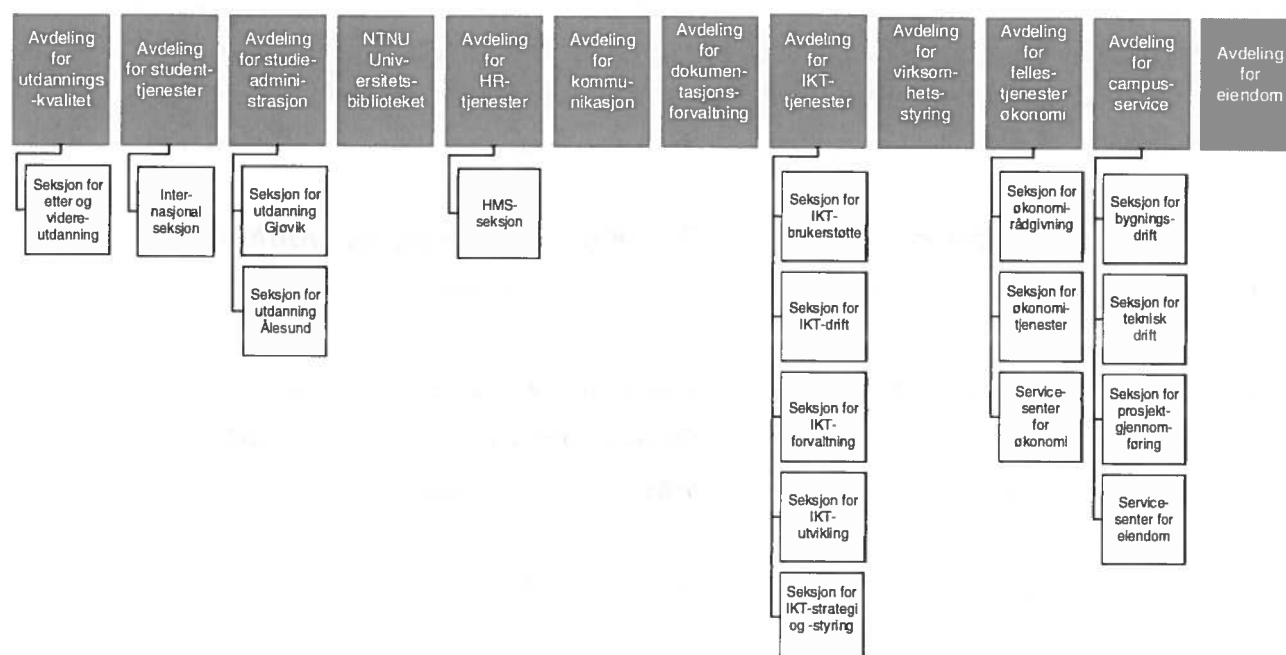 Avdeling
for
utdannings
-kvalitet
Avdeling
for student-
tjenester
Avdeling
for studie-
admini-
strasjon
NTNU
Univ-
ersitets-
biblioteket
Avdeling
for
HR-
tjenester
Avdeling
for
kommu-
nikasjon
Avdeling
for
dokumen-
tasjons-
forvaltning
Avdeling
for
IKT-
tjenester
Avdeling
for
virksom-
hets-
styring
Avdeling
for
felles-
tjenester
økonomi
Avdeling
for
campus-
service
Avdeling
for
eiendom
Seksjon for
etter og
videre-
utdanning
Inter-
nasjonal
seksjon
Seksjon for
utdanning
Gjøvik
Seksjon for
utdanning
Ålesund
HMS-
seksjon
Seksjon for
IKT-
brukerstøtte
Seksjon for
IKT-drift
Seksjon for
IKT-
forvaltning
Seksjon for
IKT-
utvikling
Seksjon for
IKT-strategi
og -styring
Seksjon for
økonomi-
rådgivning
Seksjon for
økonomi-
tjenester
Service-
senter
for
økonomi
Seksjon for
bygnings-
drift
Seksjon for
teknisk
drift
Seksjon for
prosjekt-
gjennom-
føring
Service-
senter for
eiendom